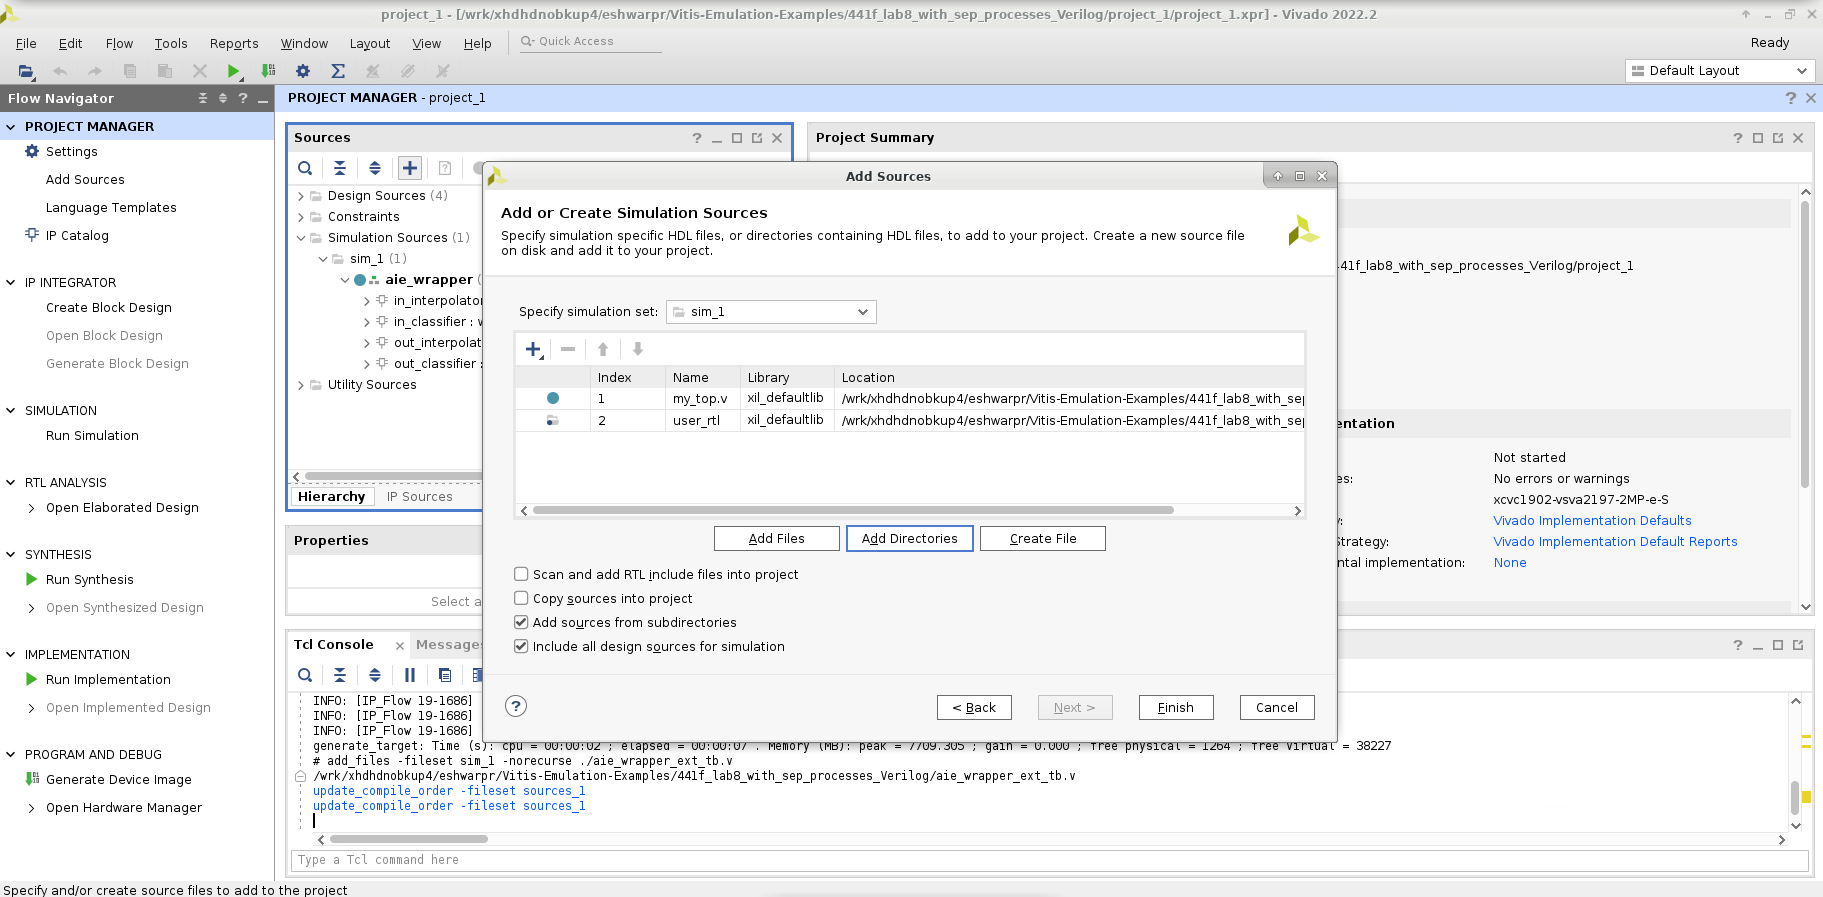 project_1 - [/wrk/xhdhdnobkup4/eshwarpr/Vitis-Emulation-Examples/441f_lab8_with_sep_processes_Verilog/project_1/project_1.xpr] - Vivado 2022.2
File Edit Flow Tools Reports Window Layout View Help Quick Access Ready
Default Layout
Flow Navigator
PROJECT MANAGER - project_1
PROJECT MANAGER
Settings
Add Sources
Language Templates
IP Catalog
IP INTEGRATOR
Create Block Design
Open Block Design
Generate Block Design
SIMULATION
Run Simulation
RTL ANALYSIS
Open Elaborated Design
SYNTHESIS
Run Synthesis
Open Synthesized Design
IMPLEMENTATION
Run Implementation
Open Implemented Design
PROGRAM AND DEBUG
Generate Device Image
Open Hardware Manager
Sources
Design Sources (4)
Constraints
Simulation Sources (1)
sim_1 (1)
aie_wrapper (
in_interpolator
in_classifier :
out_interpolat
out_classifier :
Utility Sources
Hierarchy IP Sources
Properties
Select a
Project Summary
441f_lab8_with_sep_processes_Verilog/project_1
entation
Not started
es: No errors or warnings
xcvc1902-vsva2197-2MP-e-S
y: Vivado Implementation Defaults
Strategy: Vivado Implementation Default Reports
ntal implementation: None
Add Sources
Add or Create Simulation Sources
Specify simulation specific HDL files, or directories containing HDL files, to add to your project. Create a new source file
on disk and add it to your project.
Specify simulation set: sim_1
Index Name Library Location
1 my_top.v xil_defaultlib /wrk/xhdhdnobkup4/eshwarpr/Vitis-Emulation-Examples/441f_lab8_with_sep
2 user_rtl xil_defaultlib /wrk/xhdhdnobkup4/eshwarpr/Vitis-Emulation-Examples/441f_lab8_with_sep
Add Files Add Directories Create File
Scan and add RTL include files into project
Copy sources into project
Add sources from subdirectories
Include all design sources for simulation
< Back Next > Finish Cancel
Tcl Console Messages
INFO: [IP_Flow 19-1686]
INFO: [IP_Flow 19-1686]
INFO: [IP_Flow 19-1686]
generate_target: Time (s): cpu = 00:00:02 ; elapsed = 00:00:07 . Memory (MB): peak = 7709.305 ; gain = 0.000 ; free physical = 1264 ; free virtual = 38227
# add_files -fileset sim_1 -norecurse ./aie_wrapper_ext_tb.v
/wrk/xhdhdnobkup4/eshwarpr/Vitis-Emulation-Examples/441f_lab8_with_sep_processes_Verilog/aie_wrapper_ext_tb.v
update_compile_order -fileset sources_1
update_compile_order -fileset sources_1
Type a Tcl command here
Specify and/or create source files to add to the project